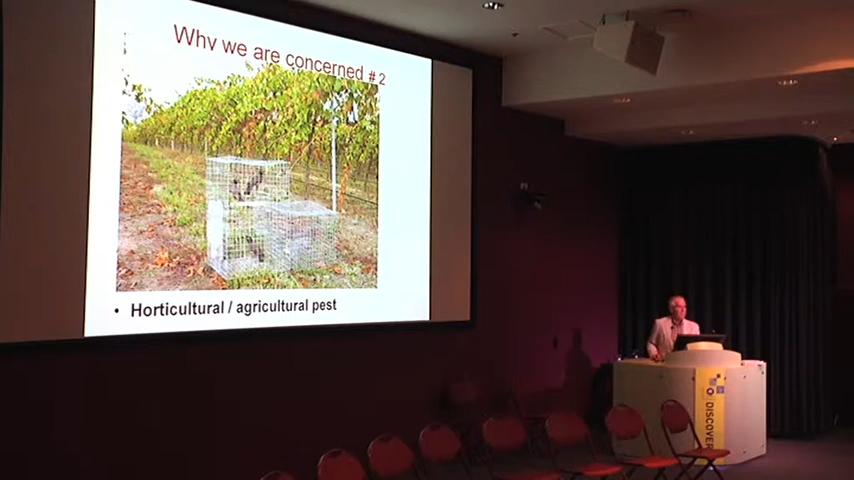 Why we are concerned # 2
• Horticultural / agricultural pest
DISCOVER